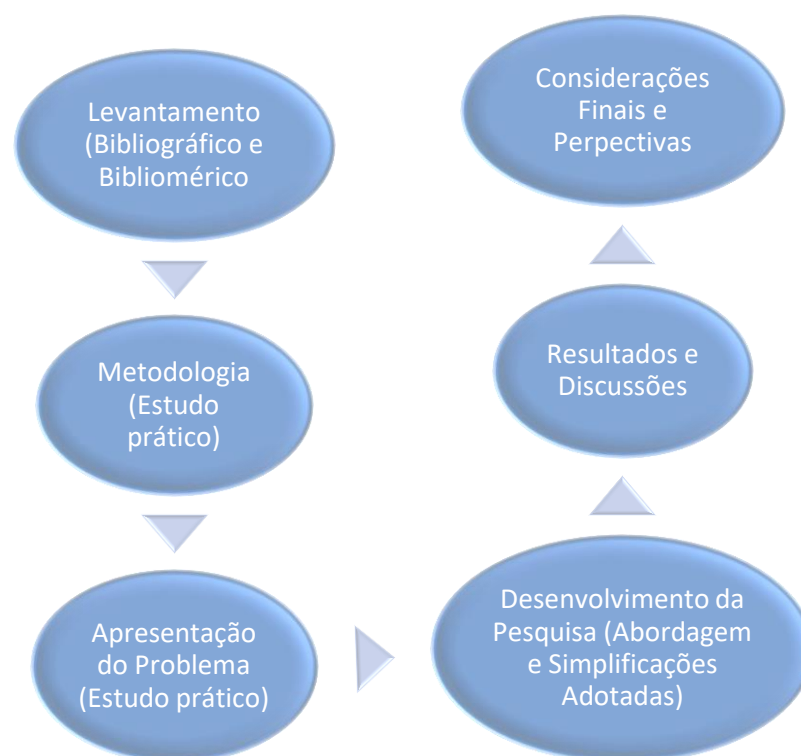 Levantamento
(Bibliográfico e
Bibliomérico
Metodologia
(Estudo
prático)
Apresentação
do Problema
(Estudo prático)
Desenvolvimento da
Pesquisa (Abordagem
e Simplificações
Adotadas)
Resultados e
Discussões
Considerações
Finais e
Perpectivas